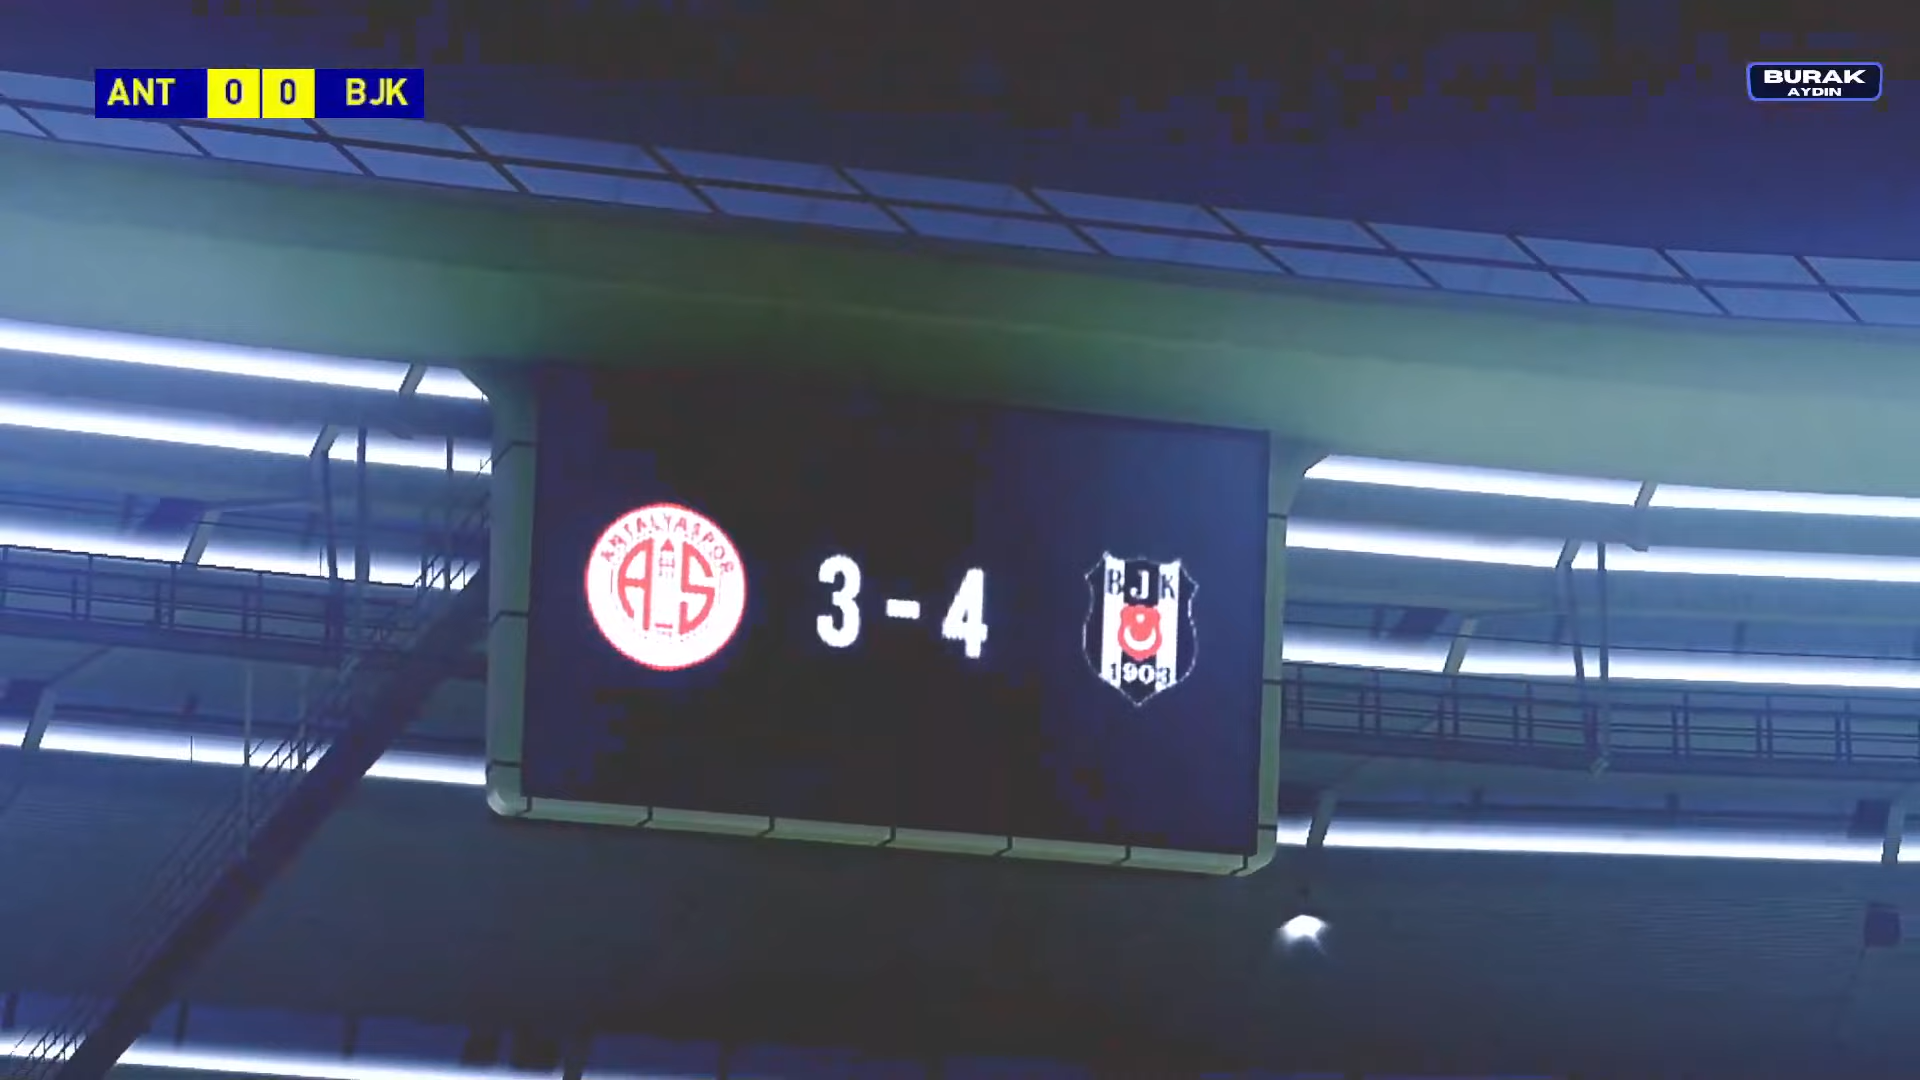 ANT 0 0 BJK
BURAK
AYDIN
ANTALYASPOR
AS
3 - 4
BJK
1903